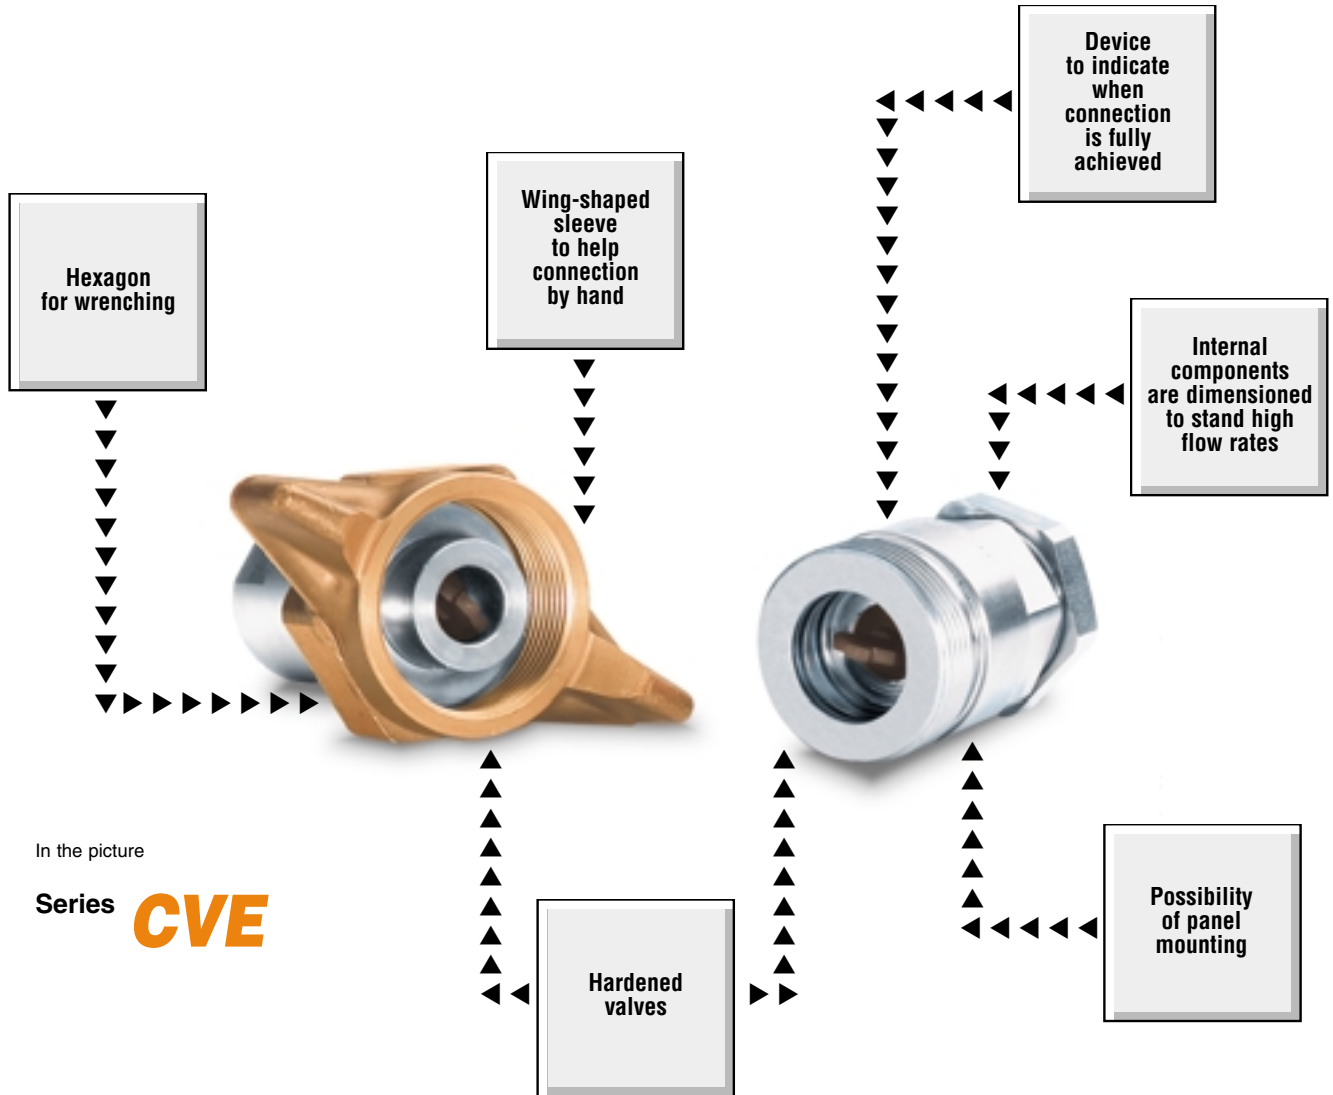 Device
to indicate
when
connection
is fully
achieved
Wing-shaped
sleeve
to help
connection
by hand
Hexagon
for wrenching
Internal
components
are dimensioned
to stand high
flow rates
In the picture
Series CVE
Possibility
of panel
mounting
Hardened
valves